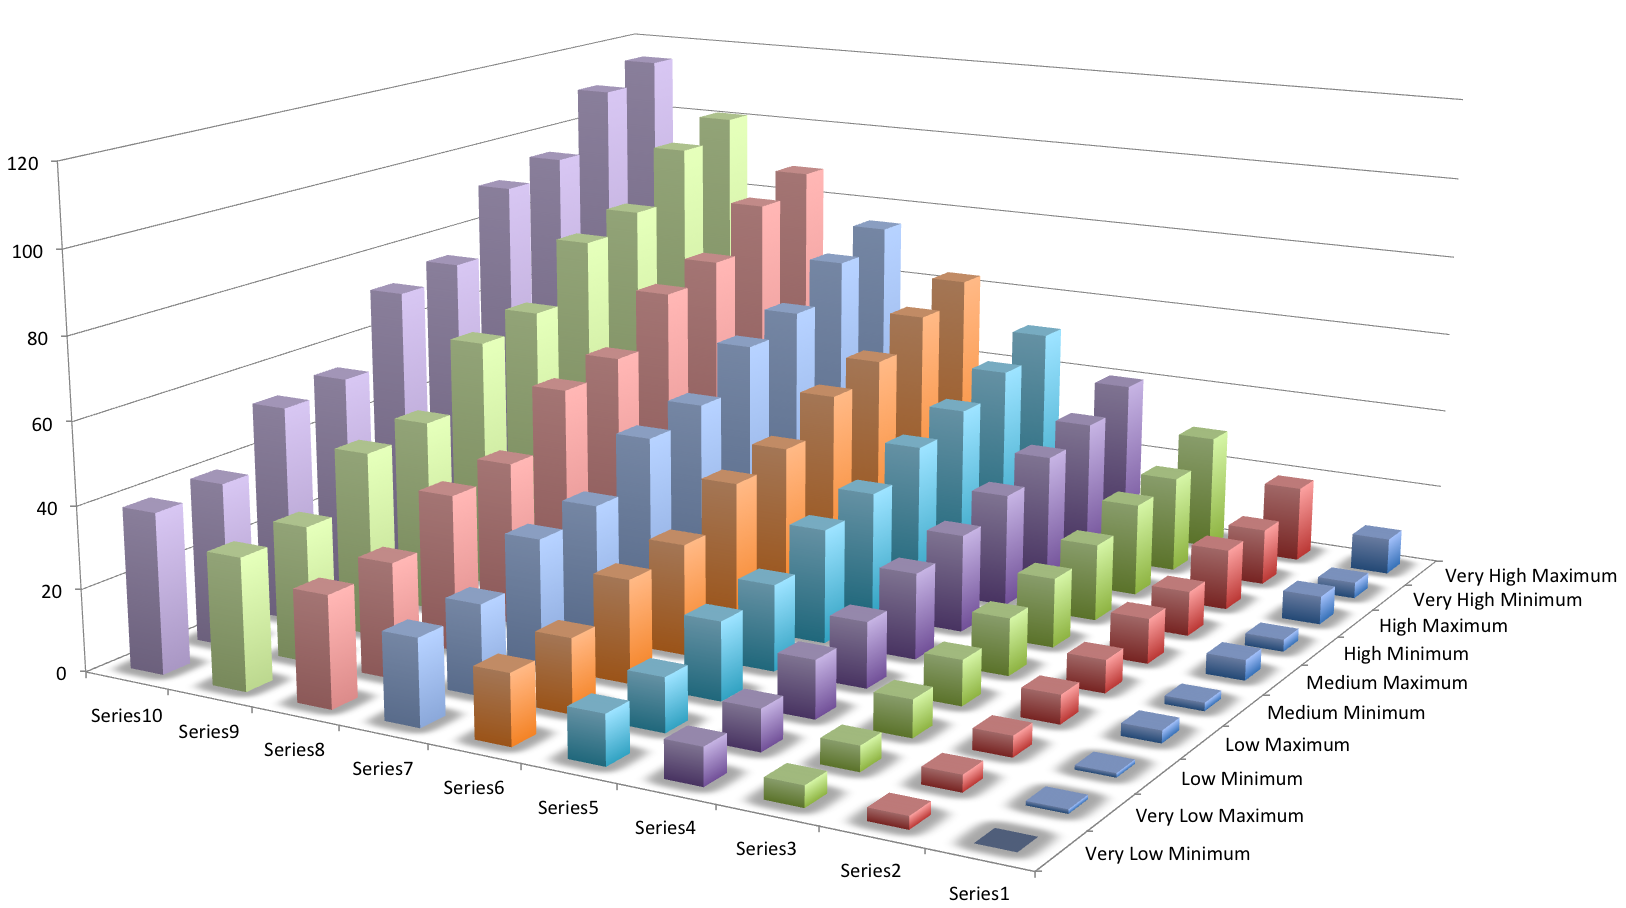 120
100
80
60
40
20
0
Series10
Series9
Series8
Series7
Series6
Series5
Series4
Series3
Series2
Series1
Very High Maximum
Very High Minimum
High Maximum
High Minimum
Medium Maximum
Medium Minimum
Low Maximum
Low Minimum
Very Low Maximum
Very Low Minimum